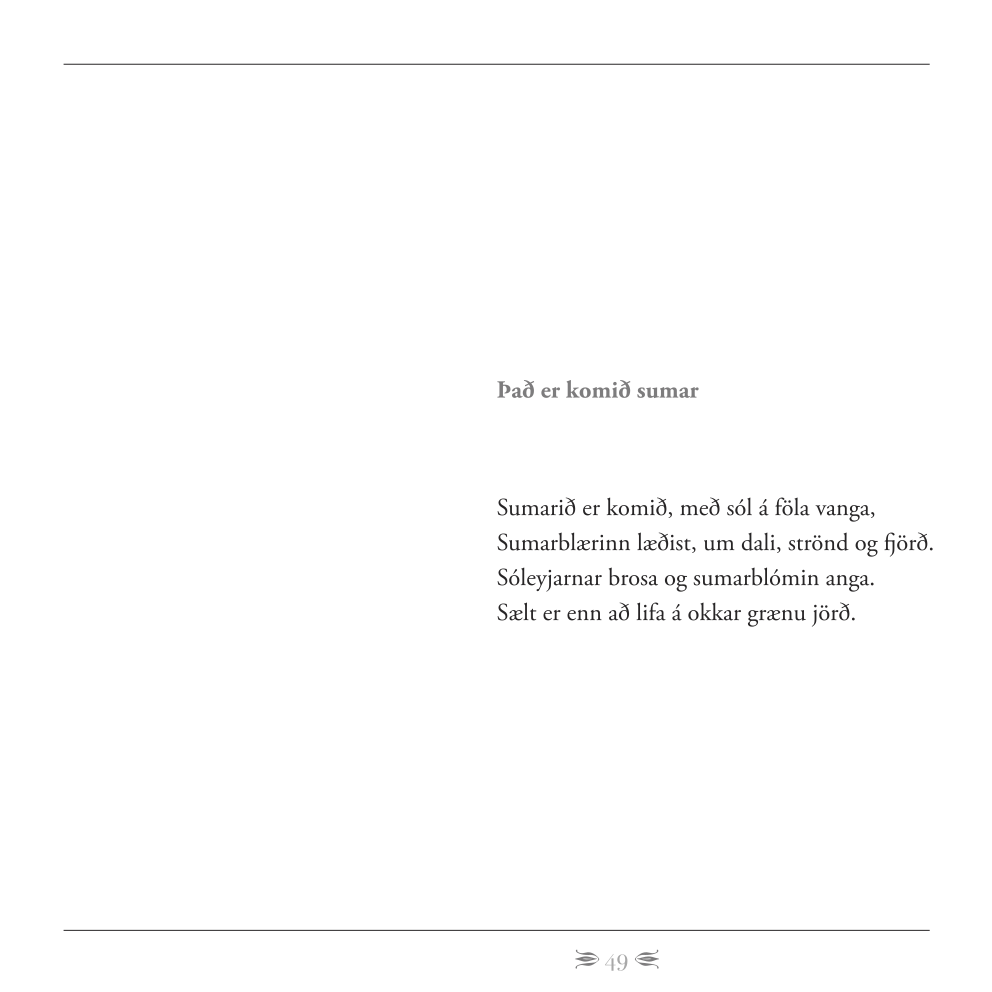 Það er komið sumar
Sumarið er komið, með sól á föla vanga,
Sumarblærinn læðist, um dali, strönd og fjörð.
Sóleyjarnar brosa og sumarblómin anga.
Sælt er enn að lifa á okkar grænu jörð.
49